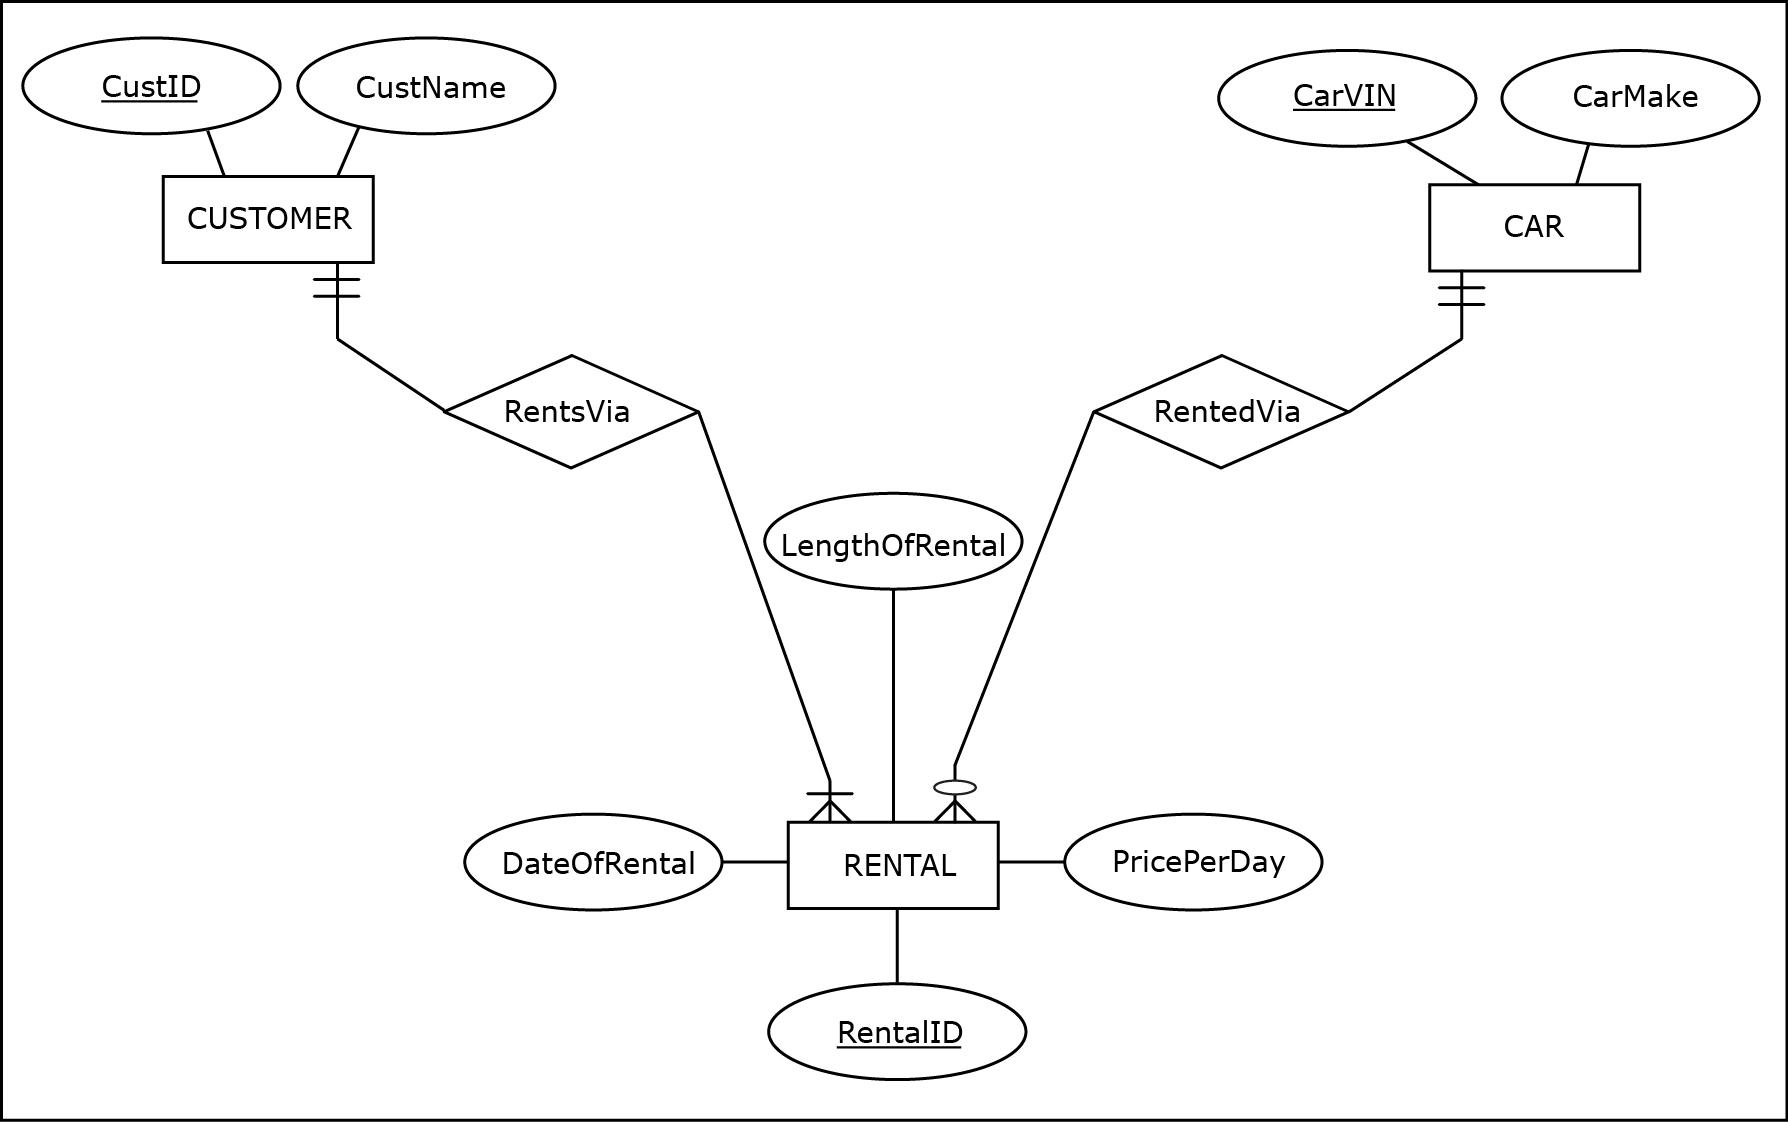 CustID
CustName
CarVIN
CarMake
CUSTOMER
CAR
RentsVia
RentedVia
LengthOfRental
DateOfRental
RENTAL
PricePerDay
RentalID